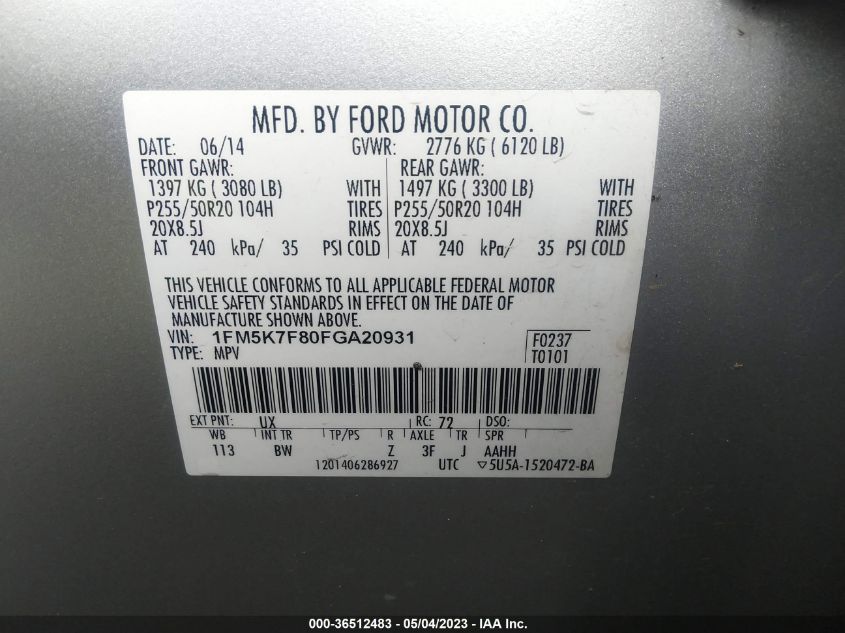 MFD. BY FORD MOTOR CO.
DATE: 06/14 GVWR: 2776 KG ( 6120 LB)
FRONT GAWR: REAR GAWR:
1397 KG ( 3080 LB) WITH 1497 KG ( 3300 LB) WITH
P255/50R20 104H TIRES P255/50R20 104H TIRES
20X8.5J RIMS 20X8.5J RIMS
AT 240 kPa/ 35 PSI COLD AT 240 kPa/ 35 PSI COLD
THIS VEHICLE CONFORMS TO ALL APPLICABLE FEDERAL MOTOR
VEHICLE SAFETY STANDARDS IN EFFECT ON THE DATE OF
MANUFACTURE SHOWN ABOVE.
VIN: 1FM5K7F80FGA20931 F0237
TYPE: MPV T0101
EXT PNT: UX RC: 72 DSO:
WB INT TR TP/PS R AXLE TR SPR
113 BW Z 3F J AAHH
1201406286927 UTC ▽5U5A-1520472-BA
000-36512483 - 05/04/2023 - IAA Inc.